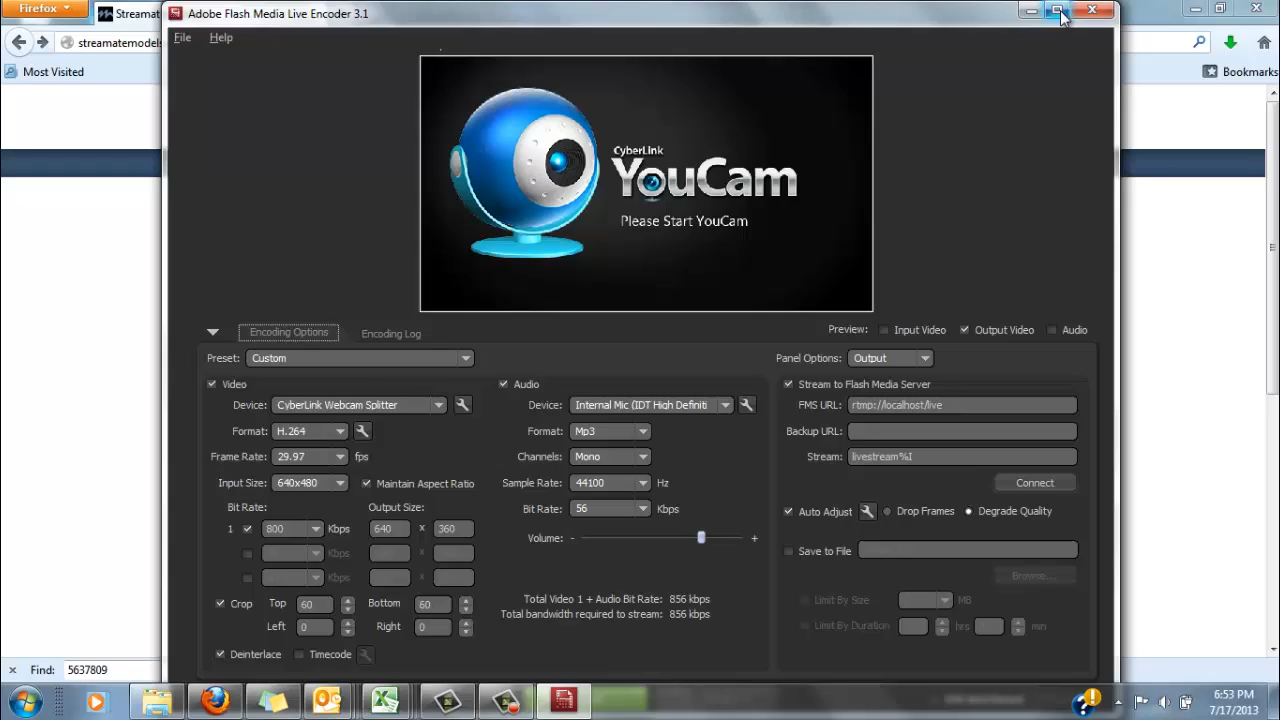 Firefox
Streamat
Adobe Flash Media Live Encoder 3.1
streamatemodels
File Help
Most Visited
Bookmarks
CyberLink
YouCam
Please Start YouCam
Encoding Options
Encoding Log
Preview: Input Video Output Video Audio
Preset: Custom
Panel Options: Output
Video
Device: CyberLink Webcam Splitter
Format: H.264
Frame Rate: 29.97 fps
Input Size: 640x480 Maintain Aspect Ratio
Bit Rate: Output Size:
1 800 Kbps 640 x 360
Kbps x
Kbps x
Crop Top 60 Bottom 60
Left 0 Right 0
Deinterlace Timecode
Audio
Device: Internal Mic (IDT High Definiti
Format: Mp3
Channels: Mono
Sample Rate: 44100 Hz
Bit Rate: 56 Kbps
Volume: - +
Total Video 1 + Audio Bit Rate: 856 kbps
Total bandwidth required to stream: 856 kbps
Stream to Flash Media Server
FMS URL: rtmp://localhost/live
Backup URL:
Stream: livestream%I
Connect
Auto Adjust Drop Frames Degrade Quality
Save to File
Browse...
Limit By Size MB
Limit By Duration hrs min
Find: 5637809
6:53 PM
7/17/2013